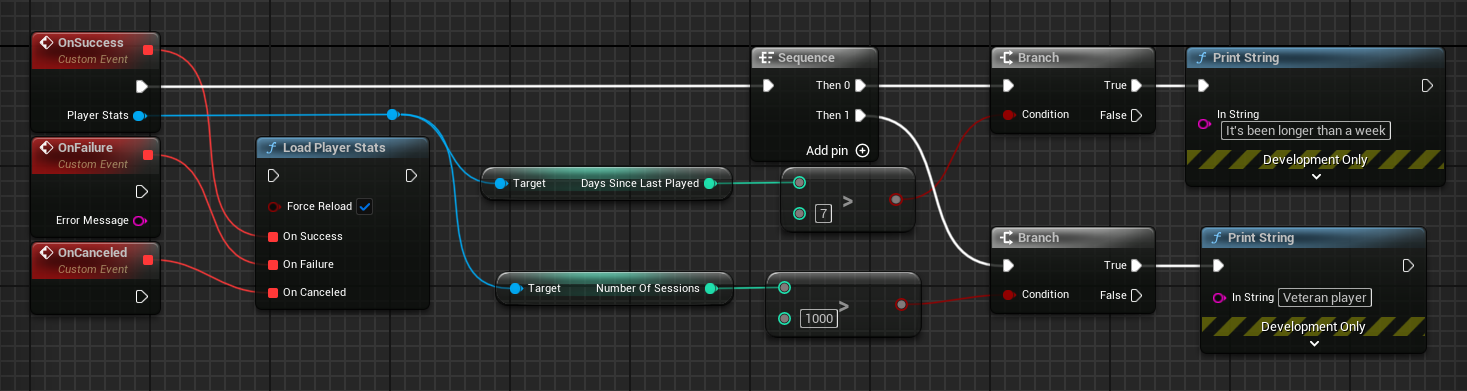 OnSuccess
Custom Event
Player Stats
OnFailure
Custom Event
Error Message
OnCanceled
Custom Event
Load Player Stats
Force Reload
On Success
On Failure
On Canceled
Target Days Since Last Played
Target Number Of Sessions
>
7
>
1000
Sequence
Then 0
Then 1
Add pin
Branch
True
Condition False
Print String
In String
It's been longer than a week
Development Only
Branch
True
Condition False
Print String
In String Veteran player
Development Only